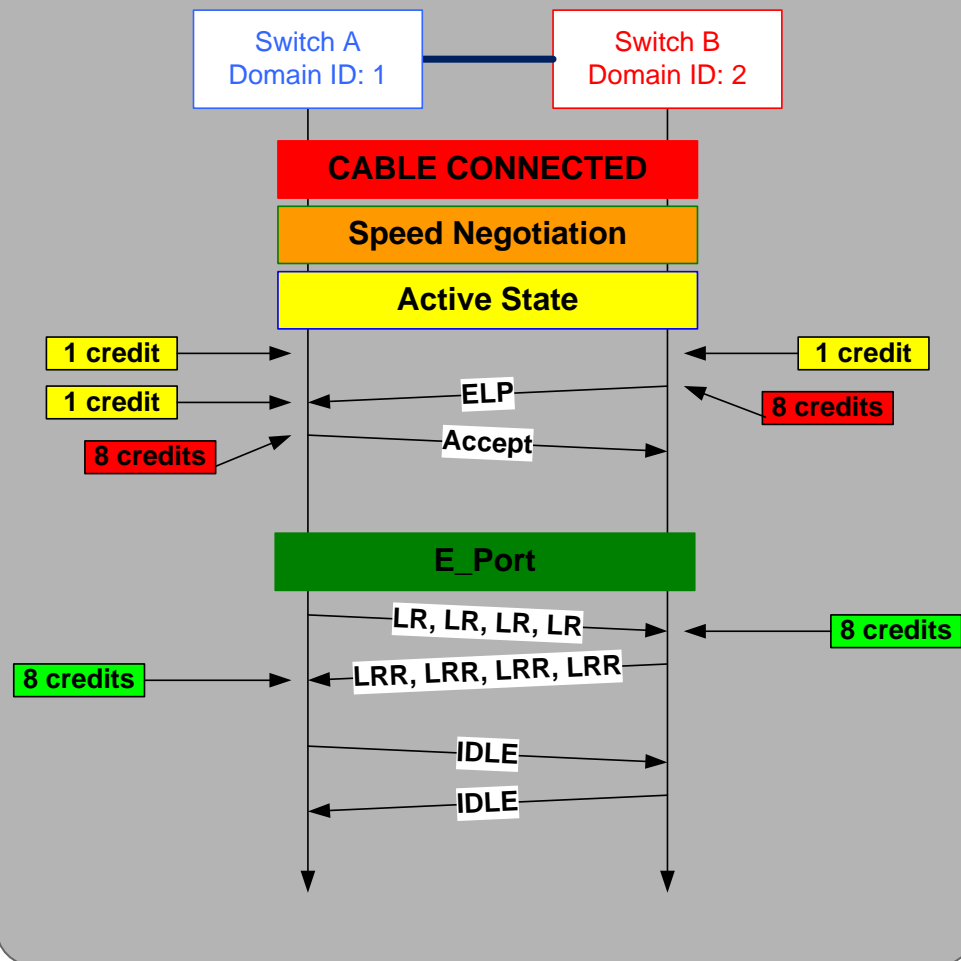 Switch A
Domain ID: 1
Switch B
Domain ID: 2
CABLE CONNECTED
Speed Negotiation
Active State
1 credit
1 credit
1 credit
ELP
8 credits
8 credits
Accept
E_Port
LR, LR, LR, LR
8 credits
8 credits
LRR, LRR, LRR, LRR
IDLE
IDLE